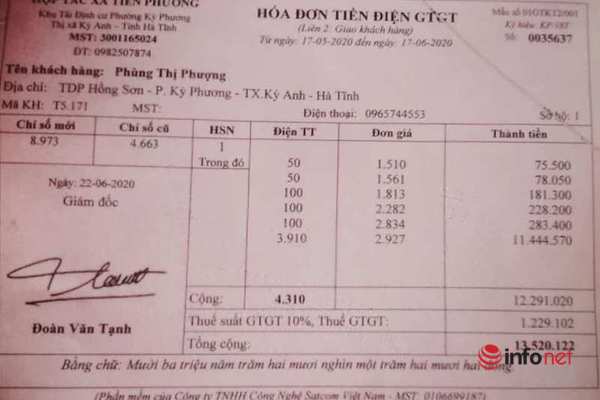 HỢP TÁC XÃ TIẾN PHƯƠNG
Khu Tái Định cư Phường Kỳ Phương
Thị xã Kỳ Anh - Tỉnh Hà Tĩnh
MST: 3001165024
ĐT: 0982507874
HÓA ĐƠN TIỀN ĐIỆN GTGT
(Liên 2: Giao khách hàng)
Từ ngày: 17-05-2020 đến ngày: 17-06-2020
Mẫu số 01GTKT2/001
Ký hiệu: KP/18T
Số: 0035637
Tên khách hàng: Phùng Thị Phượng
Địa chỉ: TDP Hồng Sơn - P. Kỳ Phương - TX.Kỳ Anh - Hà Tĩnh
Mã KH: T5.171 MST: Điện thoại: 0965744553 Số hộ: 1
Chỉ số mới Chỉ số cũ HSN Điện TT Đơn giá Thành tiền
8.973 4.663 1
Trong đó 50 1.510 75.500
50 1.561 78.050
100 1.813 181.300
100 2.282 228.200
100 2.834 283.400
3.910 2.927 11.444.570
Ngày: 22-06-2020
Giám đốc
Đoàn Văn Tạnh
Cộng: 4.310 12.291.020
Thuế suất GTGT 10%, Thuế GTGT: 1.229.102
Tổng cộng: 13.520.122
Bằng chữ: Mười ba triệu năm trăm hai mươi nghìn một trăm hai mươi hai đồng.
infonet
(Phần mềm của Công ty TNHH Công Nghệ Satcom Việt Nam - MST: 0106699187)